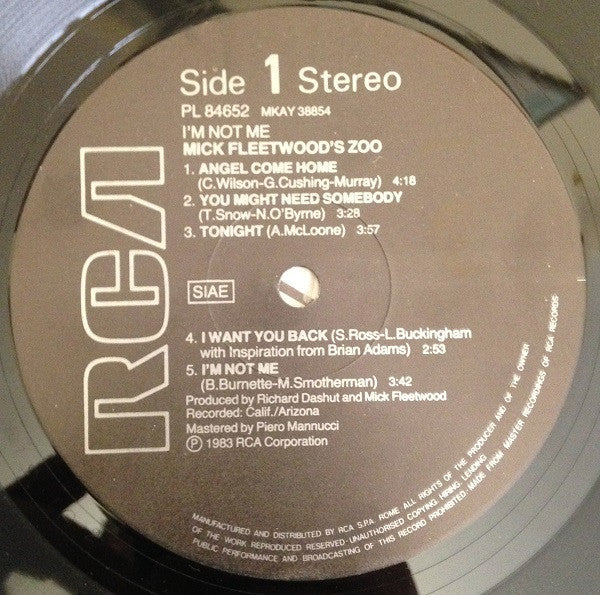 Side 1 Stereo
PL 84652 MKAY 38854
I'M NOT ME
MICK FLEETWOOD'S ZOO
1. ANGEL COME HOME
(C.Wilson-G.Cushing-Murray) 4:18
2. YOU MIGHT NEED SOMEBODY
(T.Snow-N.O'Byrne) 3:28
3. TONIGHT (A.McLoone) 3:57
RCA
SIAE
4. I WANT YOU BACK (S.Ross-L.Buckingham
with Inspiration from Brian Adams) 2:53
5. I'M NOT ME
(B.Burnette-M.Smotherman) 3:42
Produced by Richard Dashut and Mick Fleetwood
Recorded: Calif./Arizona
Mastered by Piero Mannucci
Ⓟ 1983 RCA Corporation
MANUFACTURED AND DISTRIBUTED BY RCA S.P.A. ROME. ALL RIGHTS OF THE PRODUCER AND OF THE OWNER
OF THE WORK REPRODUCED RESERVED·UNAUTHORISED COPYING, HIRING, LENDING
PUBLIC PERFORMANCE AND BROADCASTING OF THIS RECORD PROHIBITED. MADE FROM MASTER RECORDINGS OF RCA RECORDS